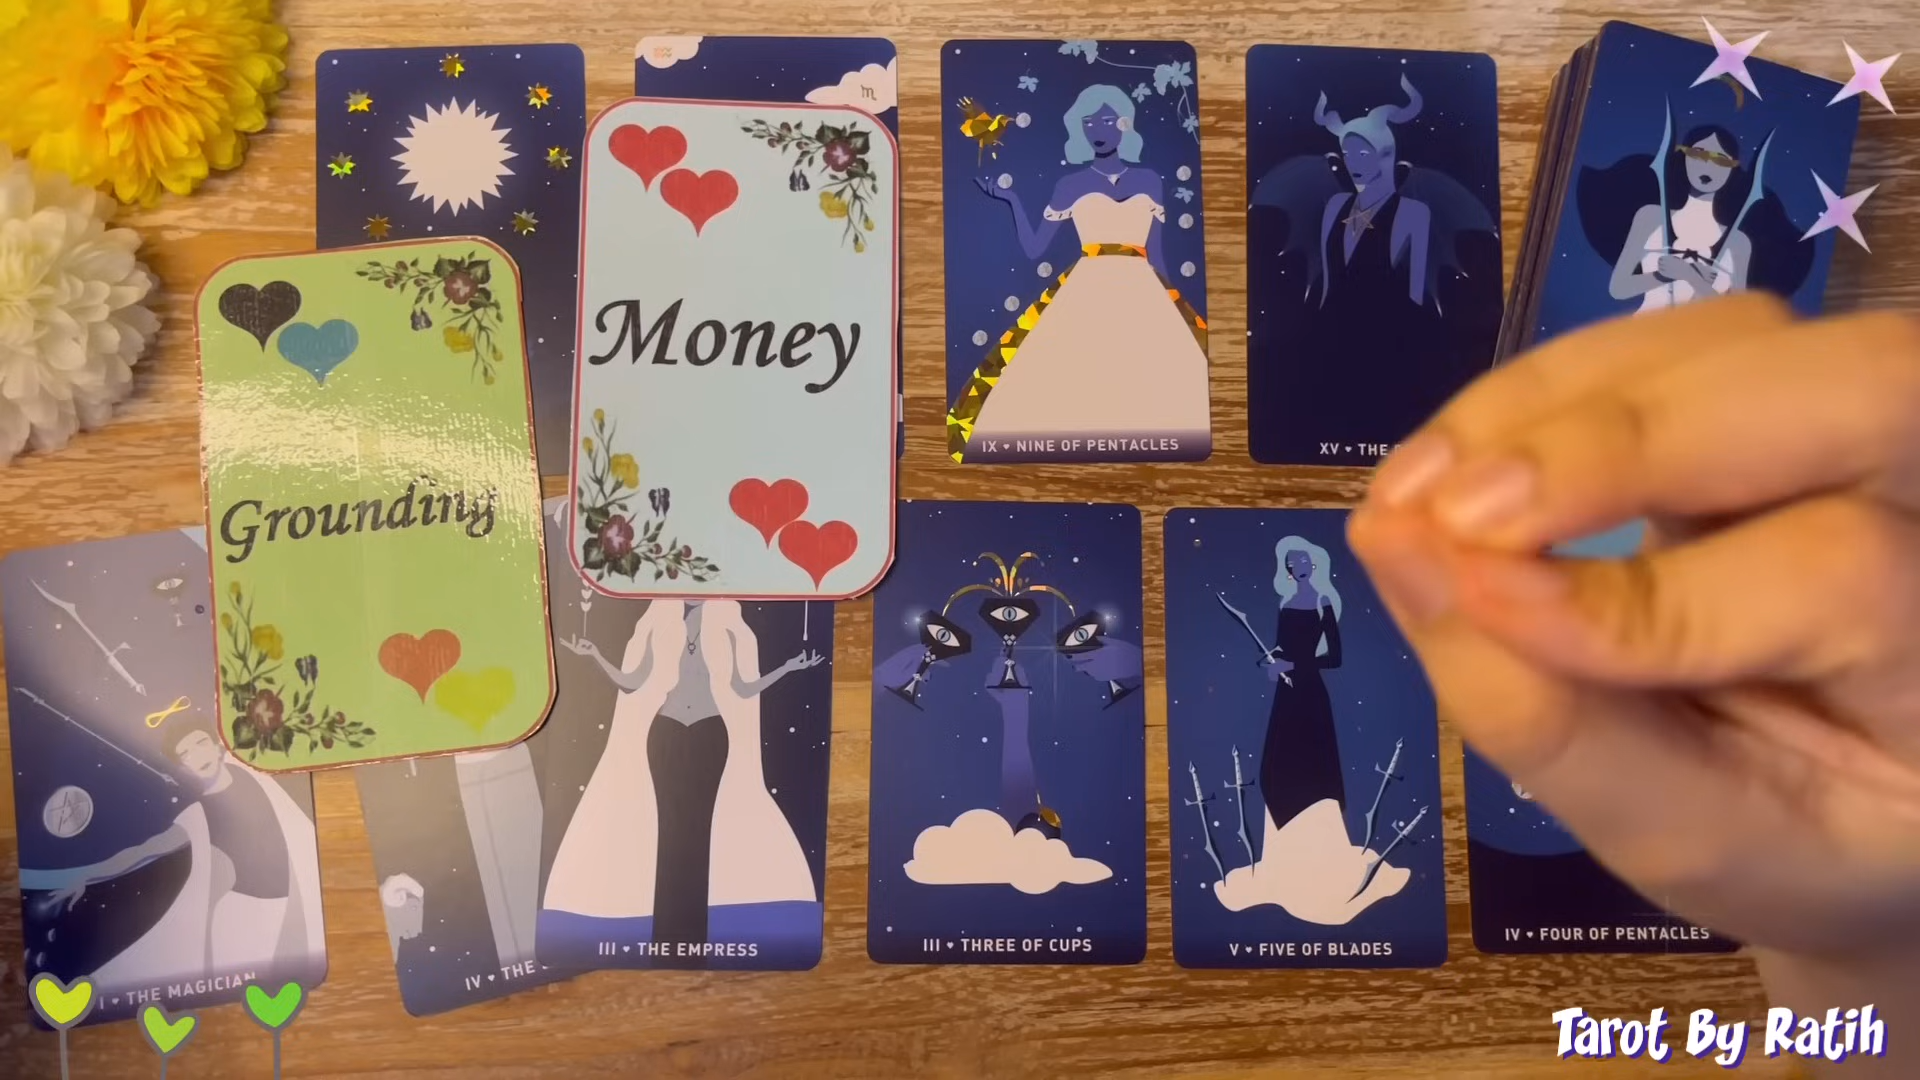 Grounding
Money
IX ♥ NINE OF PENTACLES
XV ♥ THE
I ♥ THE MAGICIAN
IV ♥ THE
III ♥ THE EMPRESS
III ♥ THREE OF CUPS
V ♥ FIVE OF BLADES
IV ♥ FOUR OF PENTACLES
Tarot By Ratih